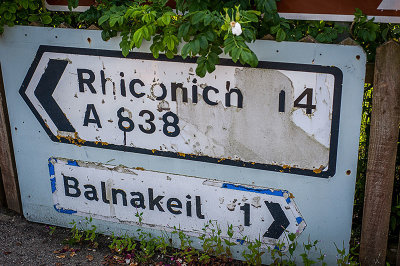 Rhiconich 14
A 838
Balnakeil 1